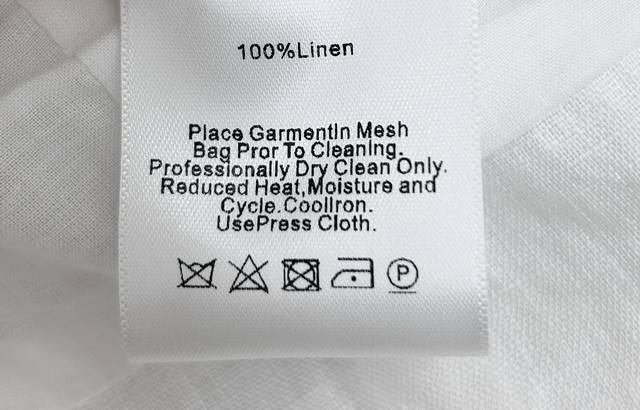 100%Linen
Place GarmentIn Mesh
Bag Pror To Cleaning.
Professionally Dry Clean Only.
Reduced Heat,Moisture and
Cycle.CoolIron.
UsePress Cloth.
P